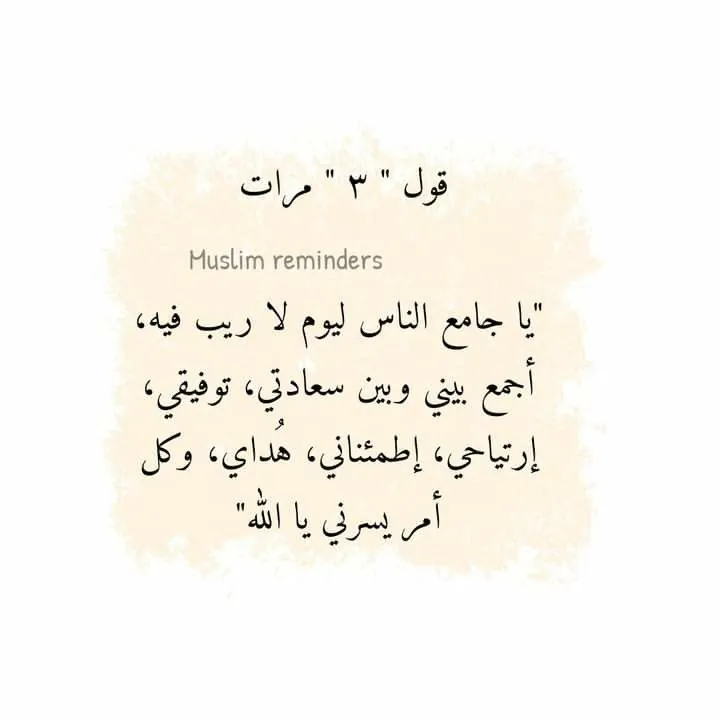 قول " ٣ " مرات
Muslim reminders
"يا جامع الناس ليوم لا ريب فيه،
أجمع بيني وبين سعادتي، توفيقي،
إرتياحي، إطمئناني، هُداي، وكل
أمر يسرني يا الله"